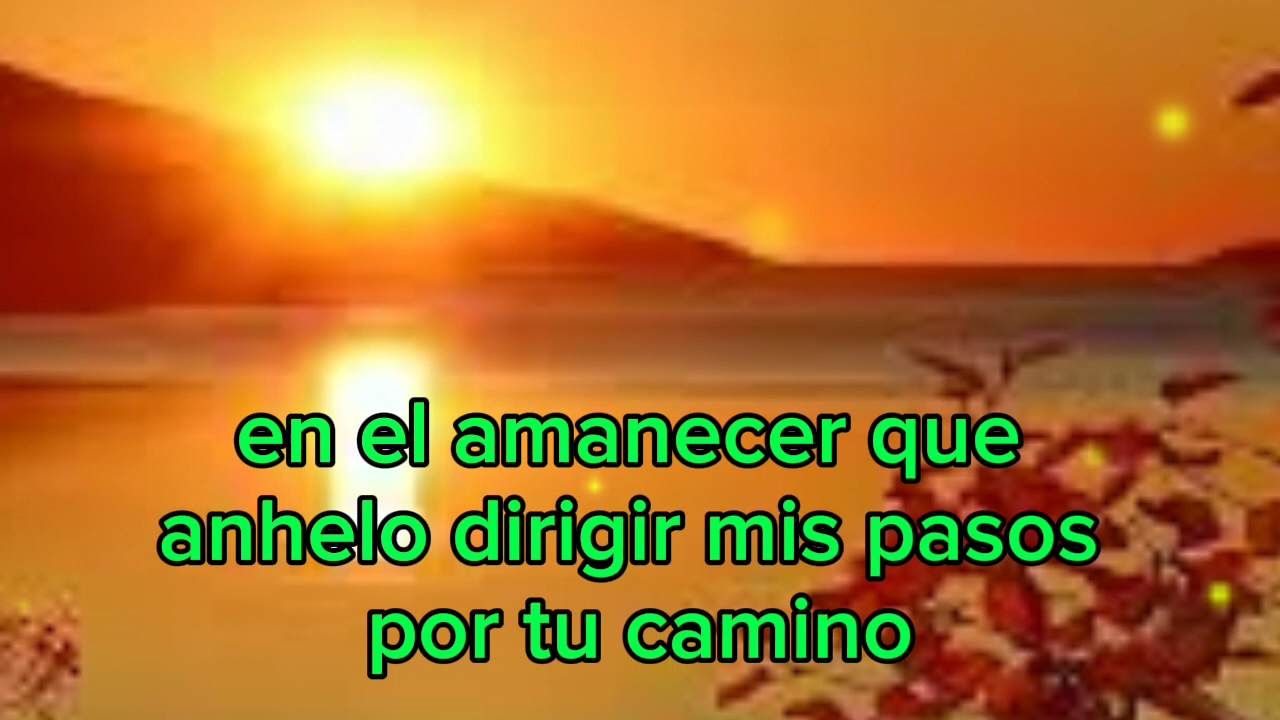 en el amanecer que
anhelo dirigir mis pasos
por tu camino